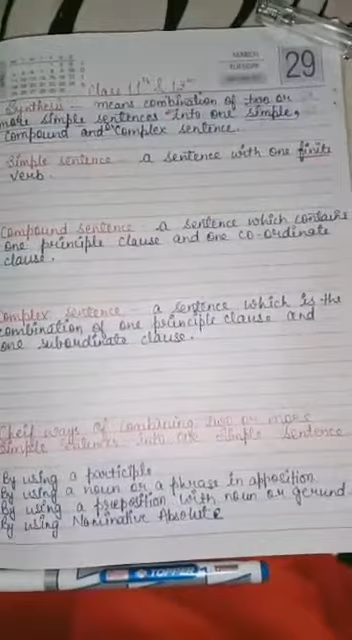 MARCH
TUESDAY
29
Class 11th & 12th
Synthesis - means combination of two or
more simple sentences into one simple,
compound and complex sentence.
Simple sentence - a sentence with one finite
verb.
Compound sentence - a sentence which contains
one principle clause and one co-ordinate
clause.
Complex sentence - a sentence which is the
combination of one principle clause and
one subordinate clause.
Cheif ways of combining two or more
simple sentences into one simple sentence
By using a participle
By using a noun or a phrase in apposition
By using a preposition with noun or gerund
By using Nominative Absolute